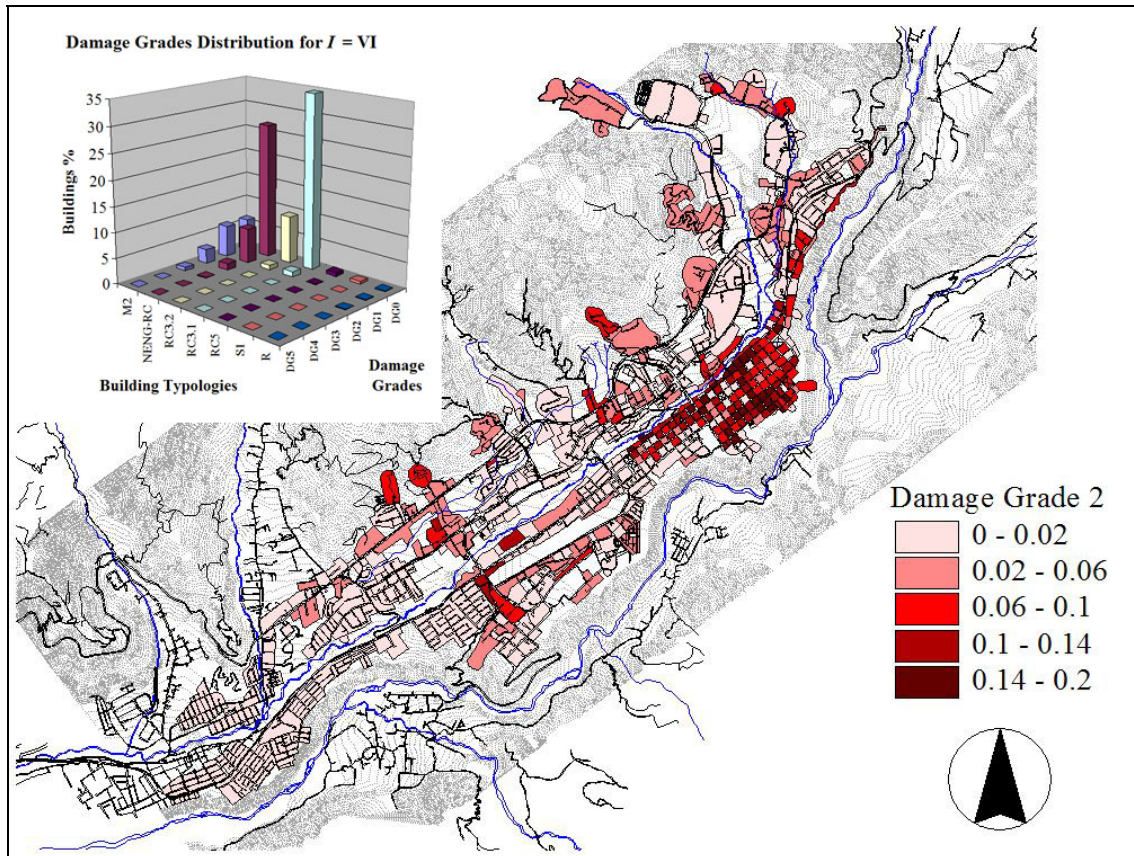 Damage Grades Distribution for I = VI
35
30
25
20
15
10
5
0
Buildings %
M2
NENG-RC
RC3.2
RC3.1
RC5
S1
R
DG5
DG4
DG3
DG2
DG1
DG0
Building Typologies
Damage
Grades
Damage Grade 2
0 - 0.02
0.02 - 0.06
0.06 - 0.1
0.1 - 0.14
0.14 - 0.2